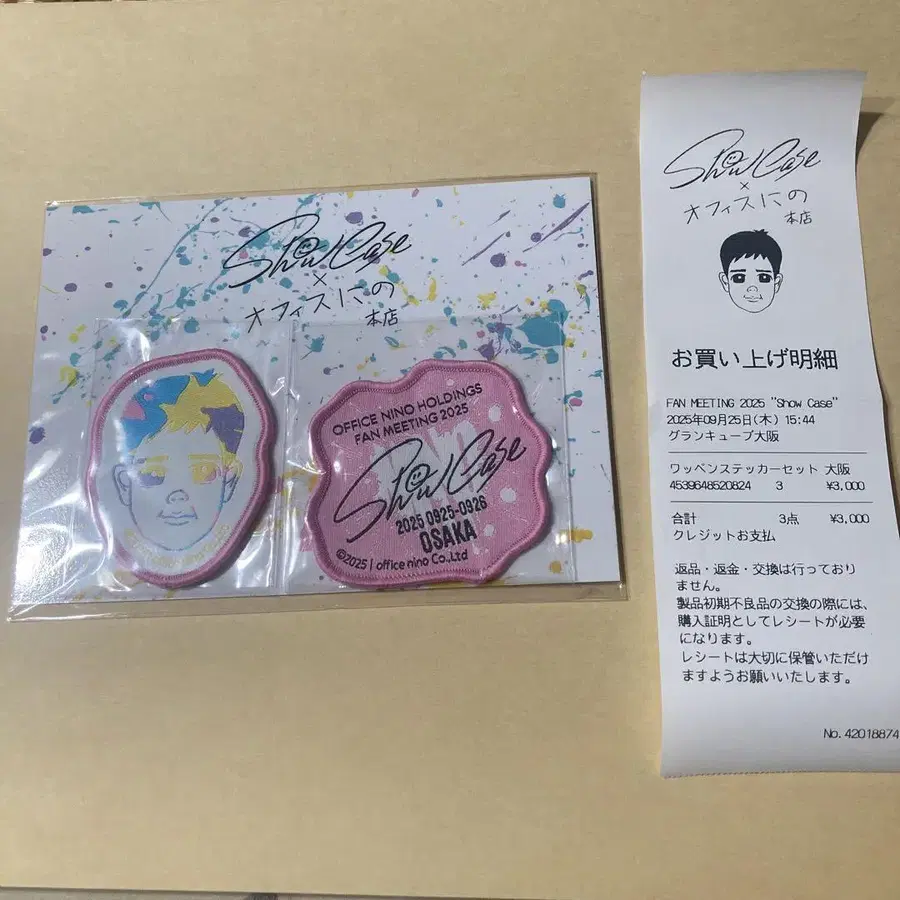 Show Case
×
オフィスにの
本店
OFFICE NINO HOLDINGS
FAN MEETING 2025
Show Case
2025 0925-0926
OSAKA
©2025 | office nino Co.,Ltd
Show Case
×
オフィスにの
本店
お買い上げ明細
FAN MEETING 2025 "Show Case"
2025年09月25日(木) 15:44
グランキューブ大阪
ワッペンステッカーセット 大阪
4539648520824 3 ¥3,000
合計 3点 ¥3,000
クレジットお支払
返品・返金・交換は行っており
ません。
製品初期不良品の交換の際には、
購入証明としてレシートが必要
になります。
レシートは大切に保管いただけ
ますようお願いいたします。
No. 42018874